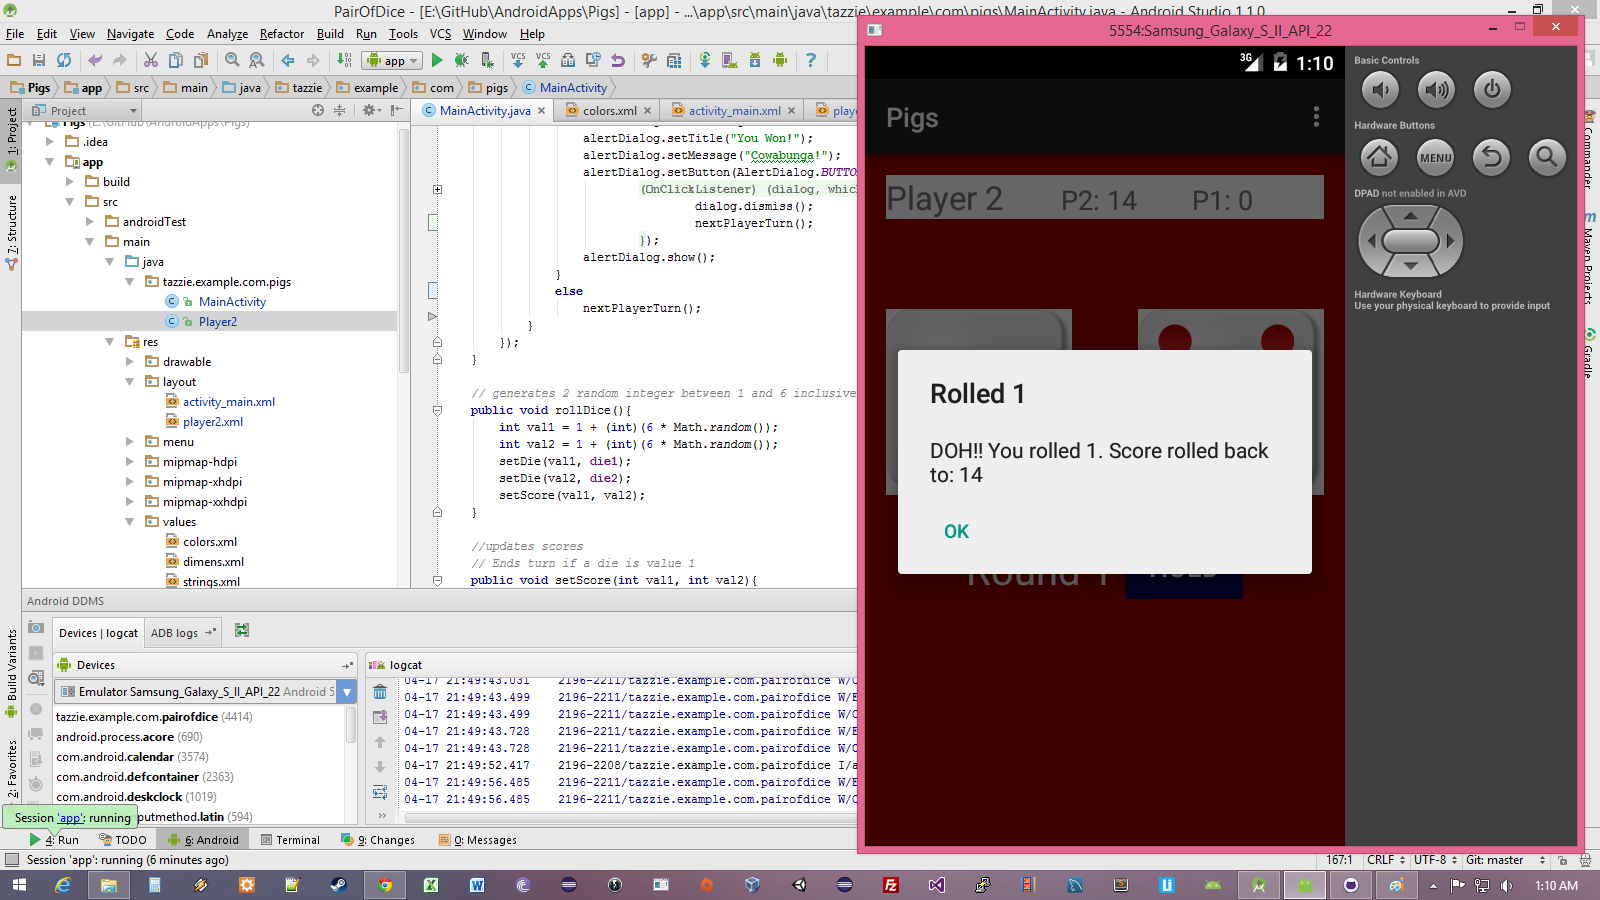 PairOfDice - [E:\GitHub\AndroidApps\Pigs] - [app] - ...\app\src\main\java\tazzie\example\com\pigs\MainActivity.java - Android Studio 1.1.0
File Edit View Navigate Code Analyze Refactor Build Run Tools VCS Window Help
app
Pigs app src main java tazzie example com pigs MainActivity
1: Project
7: Structure
Build Variants
2: Favorites
Project
MainActivity.java
colors.xml
activity_main.xml
Pigs (E:\GitHub\AndroidApps\Pigs)
.idea
app
build
src
androidTest
main
java
tazzie.example.com.pigs
MainActivity
Player2
res
drawable
layout
activity_main.xml
player2.xml
menu
mipmap-hdpi
mipmap-xhdpi
mipmap-xxhdpi
values
colors.xml
dimens.xml
strings.xml
alertDialog.setTitle("You Won!");
alertDialog.setMessage("Cowabunga!");
alertDialog.setButton(AlertDialog.BUTTO
(OnClickListener) (dialog, whic
dialog.dismiss();
nextPlayerTurn();
});
alertDialog.show();
}
else
nextPlayerTurn();
}
});
}
// generates 2 random integer between 1 and 6 inclusive
public void rollDice(){
int val1 = 1 + (int)(6 * Math.random());
int val2 = 1 + (int)(6 * Math.random());
setDie(val1, die1);
setDie(val2, die2);
setScore(val1, val2);
}
//updates scores
// Ends turn if a die is value 1
public void setScore(int val1, int val2){
Android DDMS
Devices | logcat
ADB logs
Devices
Emulator Samsung_Galaxy_S_II_API_22 Android 5
tazzie.example.com.pairofdice (4414)
android.process.acore (690)
com.android.calendar (3574)
com.android.defcontainer (2363)
com.android.deskclock (1019)
putmethod.latin (594)
Session 'app': running
logcat
04-17 21:49:43.031 2196-2211/tazzie.example.com.pairofdice W/
04-17 21:49:43.499 2196-2211/tazzie.example.com.pairofdice W/E
04-17 21:49:43.499 2196-2211/tazzie.example.com.pairofdice W/
04-17 21:49:43.728 2196-2211/tazzie.example.com.pairofdice W/E
04-17 21:49:43.728 2196-2211/tazzie.example.com.pairofdice W/
04-17 21:49:52.417 2196-2208/tazzie.example.com.pairofdice I/a
04-17 21:49:56.485 2196-2211/tazzie.example.com.pairofdice W/E
04-17 21:49:56.485 2196-2211/tazzie.example.com.pairofdice W/
4: Run TODO 6: Android Terminal 9: Changes 0: Messages
Session 'app': running (6 minutes ago)
167:1 CRLF UTF-8 Git: master
1:10 AM
5554:Samsung_Galaxy_S_II_API_22
3G 1:10
Pigs
Player 2 P2: 14 P1: 0
Rolled 1
DOH!! You rolled 1. Score rolled back
to: 14
OK
Round 1 HOLD
Basic Controls
Hardware Buttons
MENU
DPAD not enabled in AVD
Hardware Keyboard
Use your physical keyboard to provide input
Commander
Maven Projects
Gradle